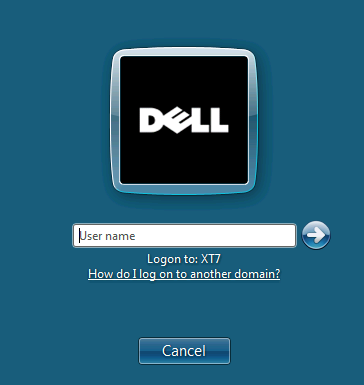 DELL
User name
Logon to: XT7
How do I log on to another domain?
Cancel